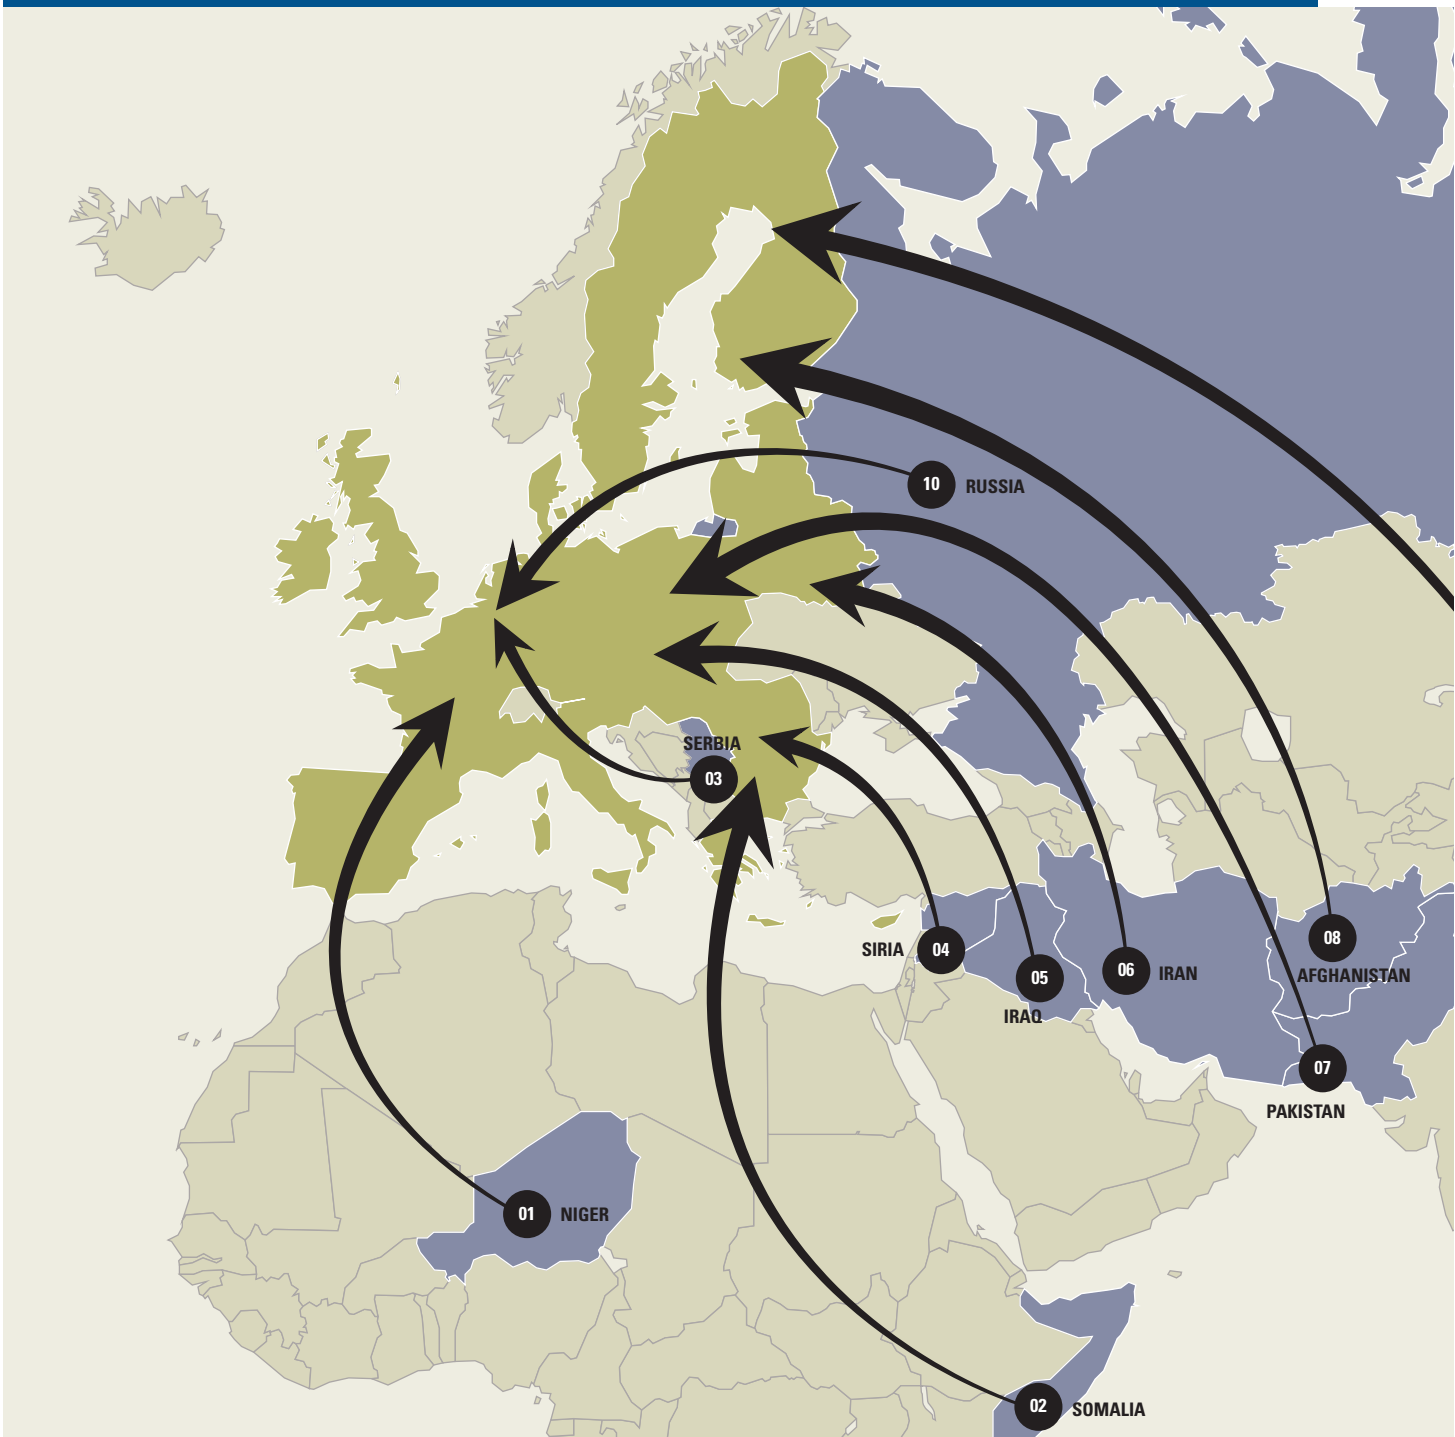 10 RUSSIA
SERBIA
03
SIRIA 04
05
IRAQ
06 IRAN
08
AFGHANISTAN
07
PAKISTAN
01 NIGER
02 SOMALIA